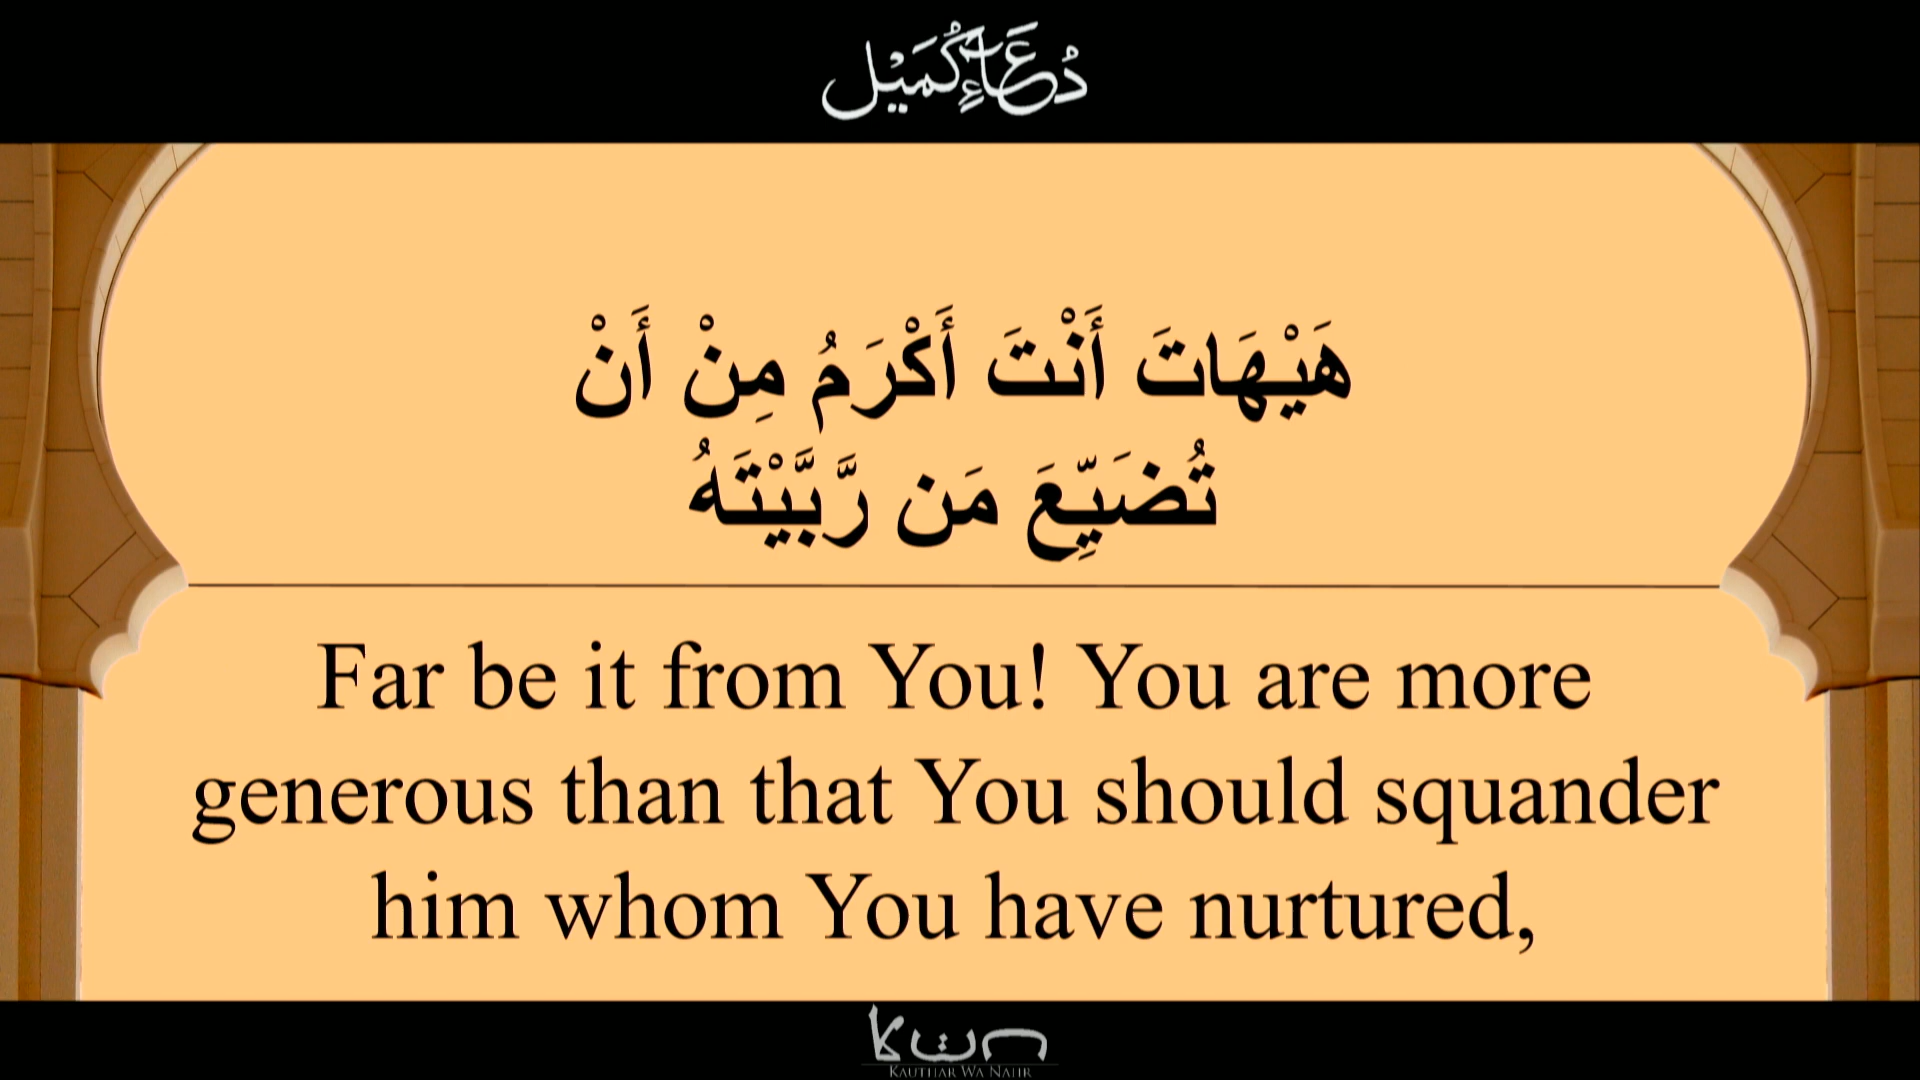 دُعَاءِ كُمَيْل
هَيْهَاتَ أَنْتَ أَكْرَمُ مِنْ أَنْ
تُضَيِّعَ مَن رَّبَّيْتَهُ
Far be it from You! You are more
generous than that You should squander
him whom You have nurtured,
kwn
KAUTHAR WA NAHR